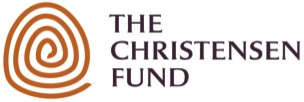 THE
CHRISTENSEN
FUND